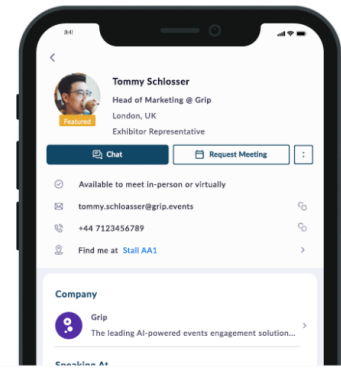 Tommy Schlosser
Head of Marketing @ Grip
Featured
London, UK
Exhibitor Representative
Chat
Request Meeting
Available to meet in-person or virtually
tommy.schloasser@grip.events
+44 7123456789
Find me at Stall AA1
Company
Grip
The leading AI-powered events engagement solution...
Speaking At